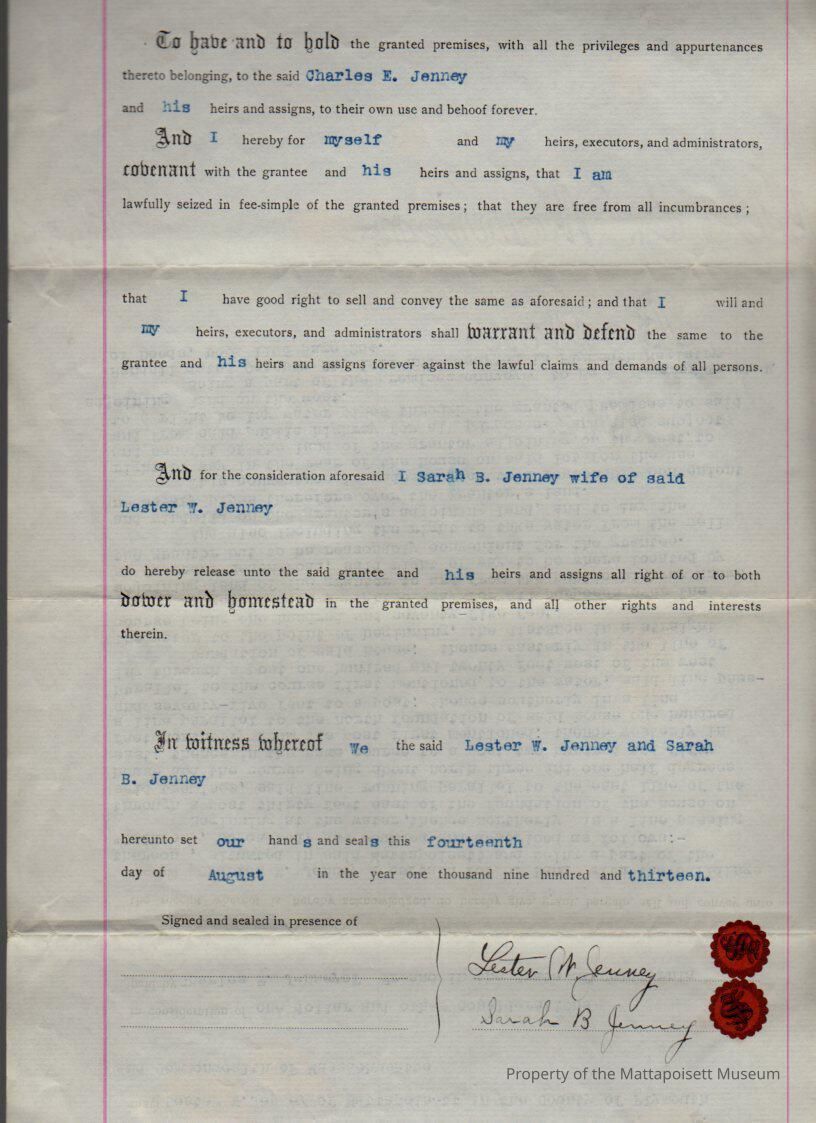 To have and to hold the granted premises, with all the privileges and appurtenances
thereto belonging, to the said Charles E. Jenney
and his heirs and assigns, to their own use and behoof forever.
And I hereby for myself and my heirs, executors, and administrators,
covenant with the grantee and his heirs and assigns, that I am
lawfully seized in fee-simple of the granted premises; that they are free from all incumbrances;
that I have good right to sell and convey the same as aforesaid; and that I will and
my heirs, executors, and administrators shall warrant and defend the same to the
grantee and his heirs and assigns forever against the lawful claims and demands of all persons.
And for the consideration aforesaid I Sarah B. Jenney wife of said
Lester W. Jenney
do hereby release unto the said grantee and his heirs and assigns all right of or to both
dower and homestead in the granted premises, and all other rights and interests
therein.
In witness whereof we the said Lester W. Jenney and Sarah
B. Jenney
hereunto set our hands and seals this fourteenth
day of August in the year one thousand nine hundred and thirteen.
Signed and sealed in presence of
Lester W. Jenney
Sarah B Jenney
Property of the Mattapoisett Museum